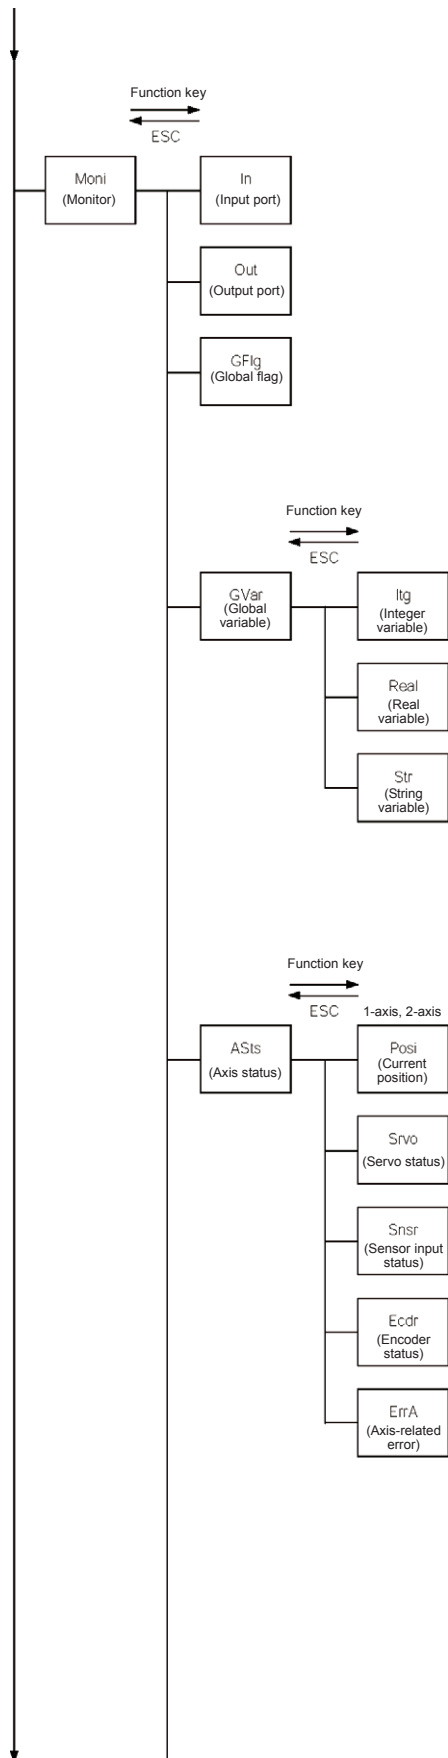 Function key
ESC
Moni
(Monitor)
In
(Input port)
Out
(Output port)
GFlg
(Global flag)
Function key
ESC
GVar
(Global
variable)
Itg
(Integer
variable)
Real
(Real
variable)
Str
(String
variable)
Function key
ESC
1-axis, 2-axis
ASts
(Axis status)
Posi
(Current
position)
Srvo
(Servo status)
Snsr
(Sensor input
status)
Ecdr
(Encoder
status)
ErrA
(Axis-related
error)